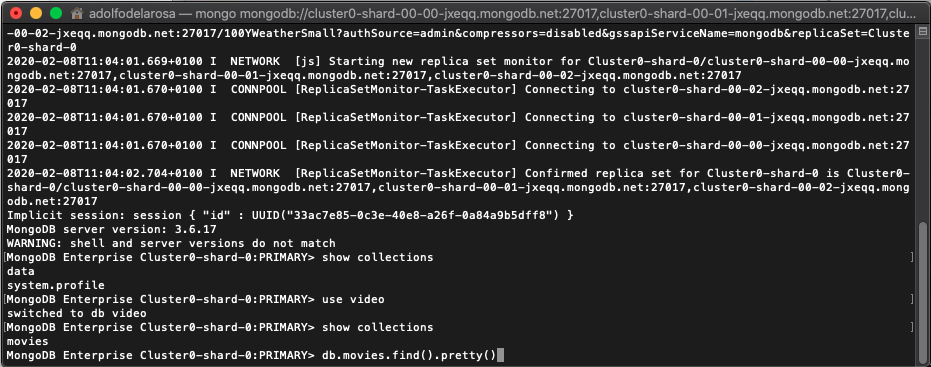 adolfodelarosa — mongo mongodb://cluster0-shard-00-00-jxeqq.mongodb.net:27017,cluster0-shard-00-01-jxeqq.mongodb.net:27017,clu...
-00-02-jxeqq.mongodb.net:27017/100YWeatherSmall?authSource=admin&compressors=disabled&gssapiServiceName=mongodb&replicaSet=Cluste
r0-shard-0
2020-02-08T11:04:01.669+0100 I  NETWORK  [js] Starting new replica set monitor for Cluster0-shard-0/cluster0-shard-00-00-jxeqq.mo
ngodb.net:27017,cluster0-shard-00-01-jxeqq.mongodb.net:27017,cluster0-shard-00-02-jxeqq.mongodb.net:27017
2020-02-08T11:04:01.670+0100 I  CONNPOOL [ReplicaSetMonitor-TaskExecutor] Connecting to cluster0-shard-00-02-jxeqq.mongodb.net:27
017
2020-02-08T11:04:01.670+0100 I  CONNPOOL [ReplicaSetMonitor-TaskExecutor] Connecting to cluster0-shard-00-01-jxeqq.mongodb.net:27
017
2020-02-08T11:04:01.670+0100 I  CONNPOOL [ReplicaSetMonitor-TaskExecutor] Connecting to cluster0-shard-00-00-jxeqq.mongodb.net:27
017
2020-02-08T11:04:02.704+0100 I  NETWORK  [ReplicaSetMonitor-TaskExecutor] Confirmed replica set for Cluster0-shard-0 is Cluster0-
shard-0/cluster0-shard-00-00-jxeqq.mongodb.net:27017,cluster0-shard-00-01-jxeqq.mongodb.net:27017,cluster0-shard-00-02-jxeqq.mong
odb.net:27017
Implicit session: session { "id" : UUID("33ac7e85-0c3e-40e8-a26f-0a84a9b5dff8") }
MongoDB server version: 3.6.17
WARNING: shell and server versions do not match
[MongoDB Enterprise Cluster0-shard-0:PRIMARY> show collections ]
data
system.profile
[MongoDB Enterprise Cluster0-shard-0:PRIMARY> use video ]
switched to db video
[MongoDB Enterprise Cluster0-shard-0:PRIMARY> show collections ]
movies
MongoDB Enterprise Cluster0-shard-0:PRIMARY> db.movies.find().pretty()